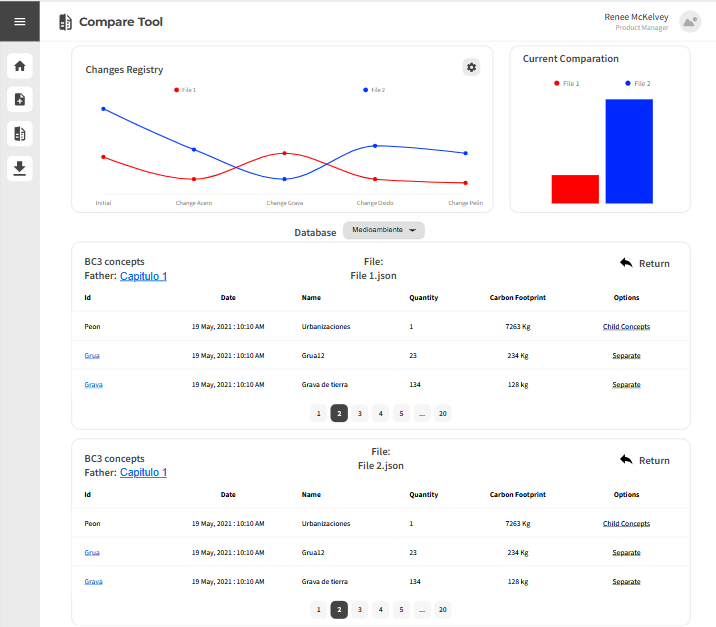 Compare Tool
Renee McKelvey
Product Manager
Changes Registry
File 1
File 2
Initial
Change Acero
Change Grava
Change Oxido
Change Peón
Current Comparation
File 1
File 2
Database
Medioambiente
BC3 concepts
Father: Capitulo 1
File:
File 1.json
Return
Id Date Name Quantity Carbon Footprint Options
Peon 19 May, 2021 : 10:10 AM Urbanizaciones 1 7263 Kg Child Concepts
Grua 19 May, 2021 : 10:10 AM Grua12 23 234 Kg Separate
Grava 19 May, 2021 : 10:10 AM Grava de tierra 134 128 kg Separate
1 2 3 4 5 ... 20
BC3 concepts
Father: Capitulo 1
File:
File 2.json
Return
Id Date Name Quantity Carbon Footprint Options
Peon 19 May, 2021 : 10:10 AM Urbanizaciones 1 7263 Kg Child Concepts
Grua 19 May, 2021 : 10:10 AM Grua12 23 234 Kg Separate
Grava 19 May, 2021 : 10:10 AM Grava de tierra 134 128 kg Separate
1 2 3 4 5 ... 20